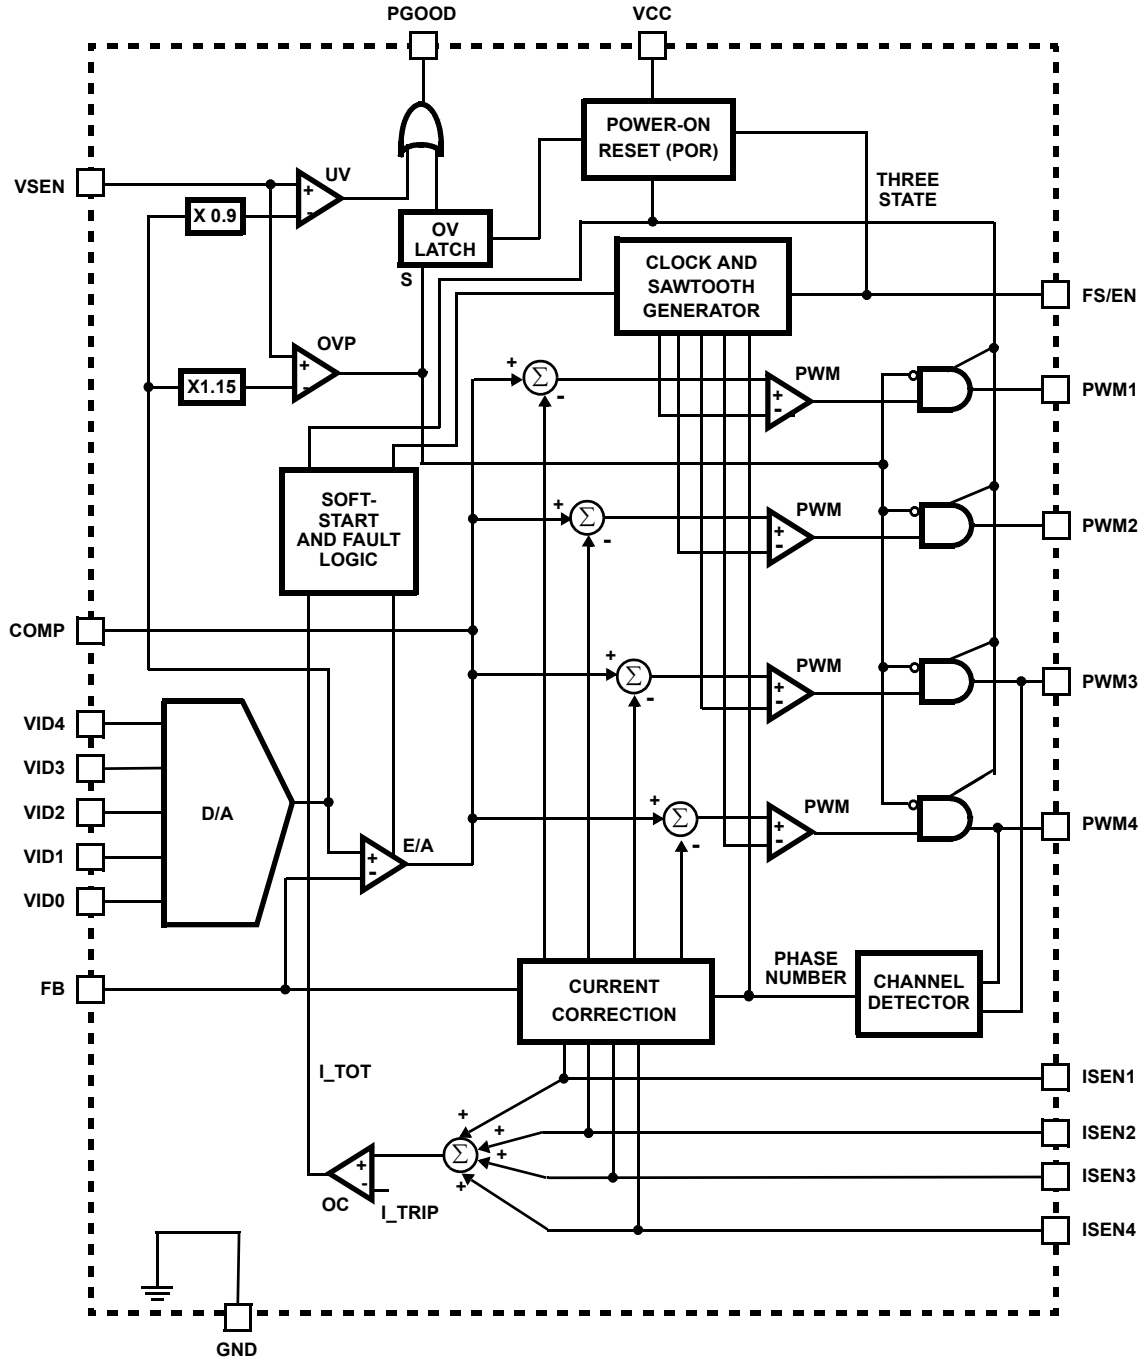 PGOOD
VCC
POWER-ON
RESET (POR)
VSEN
+
-
UV
X 0.9
THREE
STATE
OV
LATCH
S
CLOCK AND
SAWTOOTH
GENERATOR
FS/EN
OVP
+
-
X1.15
+
Σ
-
PWM
+
-
PWM1
SOFT-
START
AND FAULT
LOGIC
+
Σ
-
PWM
+
-
PWM2
COMP
+
Σ
-
PWM
+
-
PWM3
VID4
VID3
VID2
VID1
VID0
D/A
+
Σ
-
PWM
+
-
PWM4
E/A
+
-
FB
CURRENT
CORRECTION
PHASE
NUMBER
CHANNEL
DETECTOR
I_TOT
ISEN1
+
+
ISEN2
Σ
+
ISEN3
+
OC
+
-
I_TRIP
ISEN4
GND